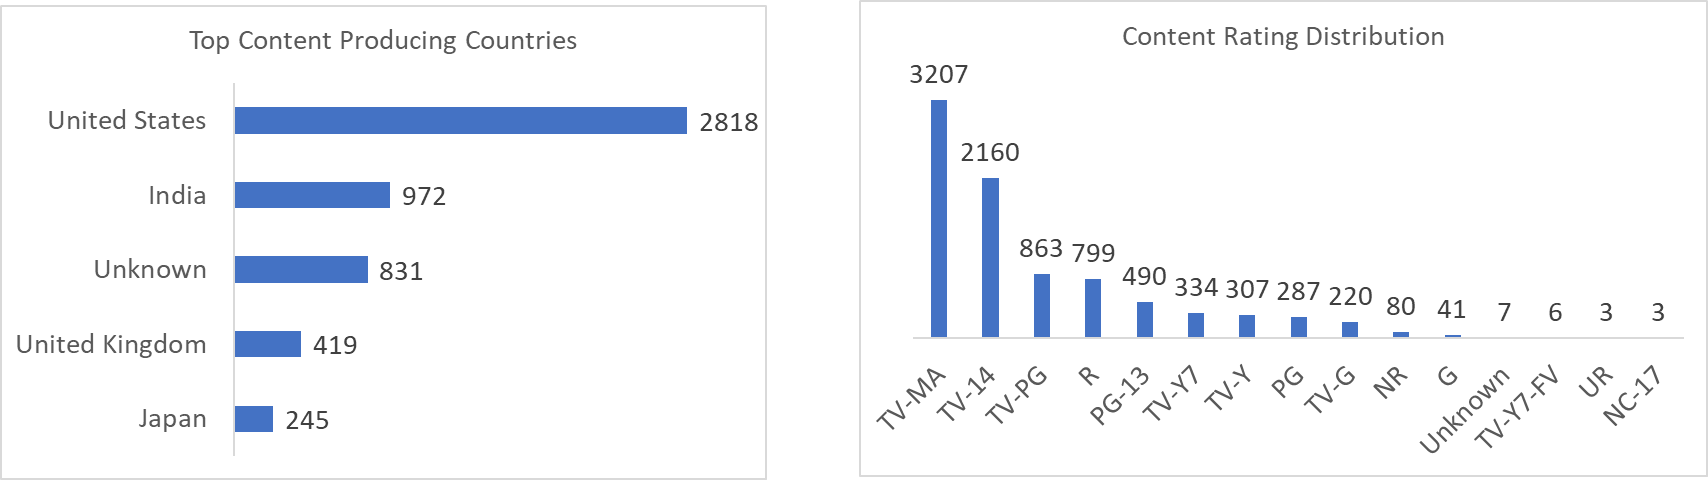 Top Content Producing Countries
United States 2818
India 972
Unknown 831
United Kingdom 419
Japan 245
Content Rating Distribution
3207 2160 863 799 490 334 307 287 220 80 41 7 6 3 3
TV-MA TV-14 TV-PG R PG-13 TV-Y7 TV-Y PG TV-G NR G Unknown TV-Y7-FV UR NC-17